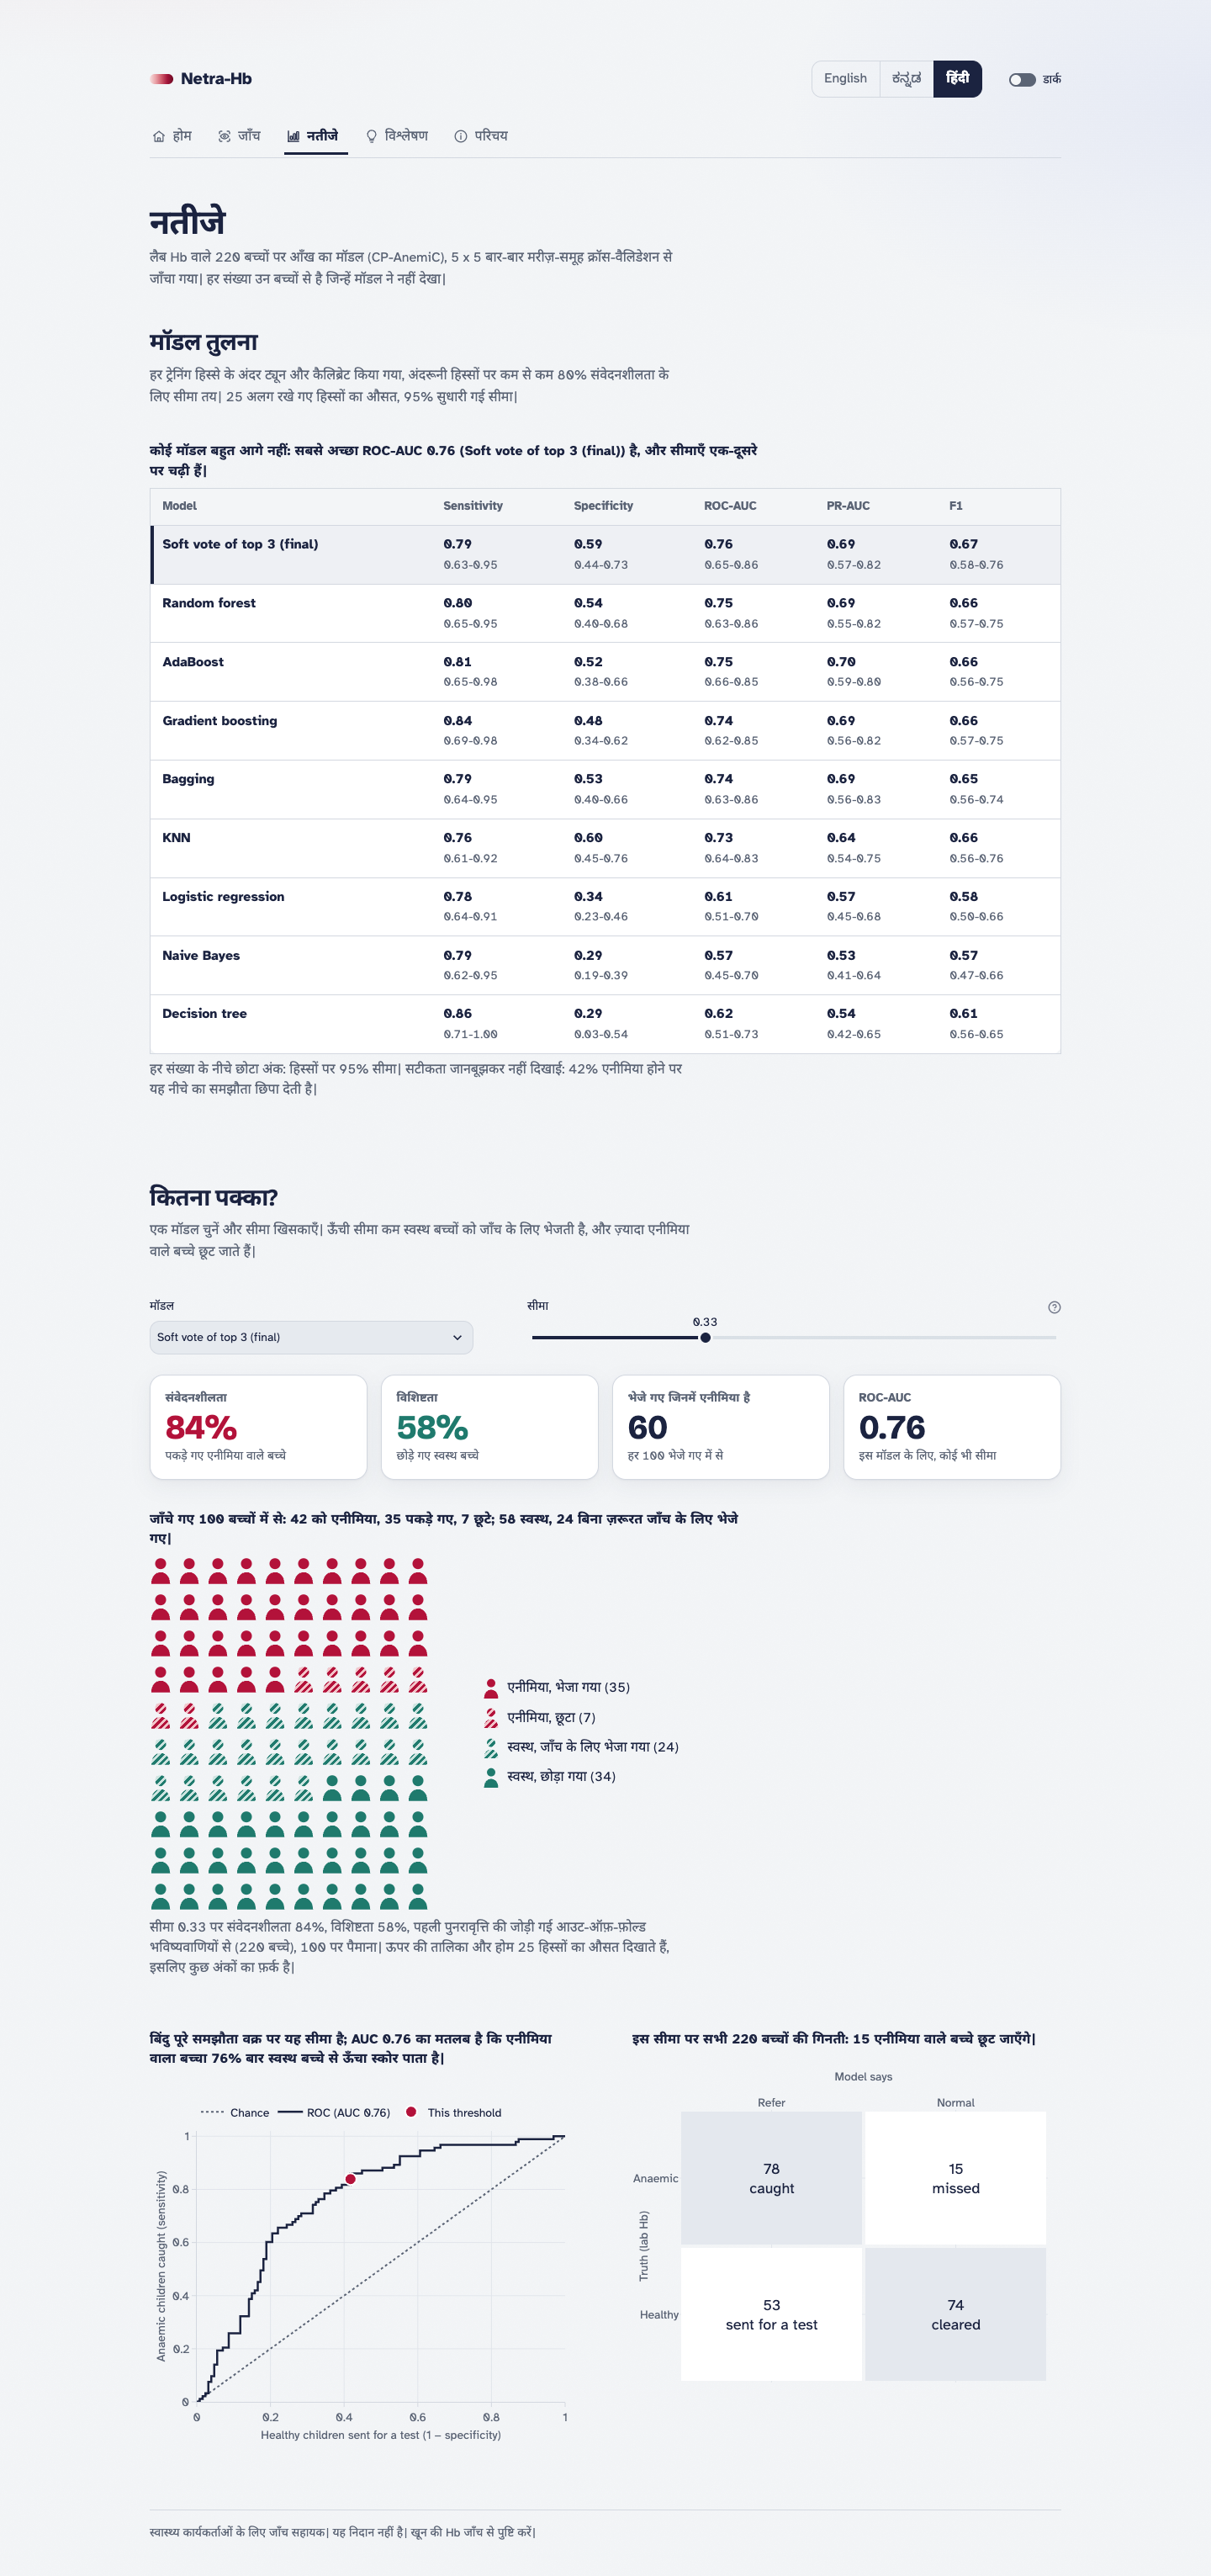 Netra-Hb
English ಕನ್ನಡ हिंदी डार्क
होम जाँच नतीजे विश्लेषण परिचय
नतीजे
लैब Hb वाले 220 बच्चों पर आँख का मॉडल (CP-AnemiC), 5 x 5 बार-बार मरीज़-समूह क्रॉस-वैलिडेशन से
जाँचा गया| हर संख्या उन बच्चों से है जिन्हें मॉडल ने नहीं देखा|
मॉडल तुलना
हर ट्रेनिंग हिस्से के अंदर ट्यून और कैलिब्रेट किया गया, अंदरूनी हिस्सों पर कम से कम 80% संवेदनशीलता के
लिए सीमा तय| 25 अलग रखे गए हिस्सों का औसत, 95% सुधारी गई सीमा|
कोई मॉडल बहुत आगे नहीं: सबसे अच्छा ROC-AUC 0.76 (Soft vote of top 3 (final)) है, और सीमाएँ एक-दूसरे
पर चढ़ी हैं|
Model Sensitivity Specificity ROC-AUC PR-AUC F1
Soft vote of top 3 (final) 0.79 0.59 0.76 0.69 0.67
0.63-0.95 0.44-0.73 0.65-0.86 0.57-0.82 0.58-0.76
Random forest 0.80 0.54 0.75 0.69 0.66
0.65-0.95 0.40-0.68 0.63-0.86 0.55-0.82 0.57-0.75
AdaBoost 0.81 0.52 0.75 0.70 0.66
0.65-0.98 0.38-0.66 0.66-0.85 0.59-0.80 0.56-0.75
Gradient boosting 0.84 0.48 0.74 0.69 0.66
0.69-0.98 0.34-0.62 0.62-0.85 0.56-0.82 0.57-0.75
Bagging 0.79 0.53 0.74 0.69 0.65
0.64-0.95 0.40-0.66 0.63-0.86 0.56-0.83 0.56-0.74
KNN 0.76 0.60 0.73 0.64 0.66
0.61-0.92 0.45-0.76 0.64-0.83 0.54-0.75 0.56-0.76
Logistic regression 0.78 0.34 0.61 0.57 0.58
0.64-0.91 0.23-0.46 0.51-0.70 0.45-0.68 0.50-0.66
Naive Bayes 0.79 0.29 0.57 0.53 0.57
0.62-0.95 0.19-0.39 0.45-0.70 0.41-0.64 0.47-0.66
Decision tree 0.86 0.29 0.62 0.54 0.61
0.71-1.00 0.03-0.54 0.51-0.73 0.42-0.65 0.56-0.65
हर संख्या के नीचे छोटा अंक: हिस्सों पर 95% सीमा| सटीकता जानबूझकर नहीं दिखाई: 42% एनीमिया होने पर
यह नीचे का समझौता छिपा देती है|
कितना पक्का?
एक मॉडल चुनें और सीमा खिसकाएँ| ऊँची सीमा कम स्वस्थ बच्चों को जाँच के लिए भेजती है, और ज़्यादा एनीमिया
वाले बच्चे छूट जाते हैं|
मॉडल सीमा
0.33
Soft vote of top 3 (final)
संवेदनशीलता विशिष्टता भेजे गए जिनमें एनीमिया है ROC-AUC
84% 58% 60 0.76
पकड़े गए एनीमिया वाले बच्चे छोड़े गए स्वस्थ बच्चे हर 100 भेजे गए में से इस मॉडल के लिए, कोई भी सीमा
जाँचे गए 100 बच्चों में से: 42 को एनीमिया, 35 पकड़े गए, 7 छूटे; 58 स्वस्थ, 24 बिना ज़रूरत जाँच के लिए भेजे
गए|
एनीमिया, भेजा गया (35)
एनीमिया, छूटा (7)
स्वस्थ, जाँच के लिए भेजा गया (24)
स्वस्थ, छोड़ा गया (34)
सीमा 0.33 पर संवेदनशीलता 84%, विशिष्टता 58%, पहली पुनरावृत्ति की जोड़ी गई आउट-ऑफ़-फ़ोल्ड
भविष्यवाणियों से (220 बच्चे), 100 पर पैमाना| ऊपर की तालिका और होम 25 हिस्सों का औसत दिखाते हैं,
इसलिए कुछ अंकों का फ़र्क है|
बिंदु पूरे समझौता वक्र पर यह सीमा है; AUC 0.76 का मतलब है कि एनीमिया
वाला बच्चा 76% बार स्वस्थ बच्चे से ऊँचा स्कोर पाता है|
Chance ROC (AUC 0.76) This threshold
Anaemic children caught (sensitivity)
1
0.8
0.6
0.4
0.2
0
0 0.2 0.4 0.6 0.8 1
Healthy children sent for a test (1 – specificity)
इस सीमा पर सभी 220 बच्चों की गिनती: 15 एनीमिया वाले बच्चे छूट जाएँगे|
Model says
Refer Normal
Truth (lab Hb)
Anaemic 78 15
caught missed
Healthy 53 74
sent for a test cleared
स्वास्थ्य कार्यकर्ताओं के लिए जाँच सहायक| यह निदान नहीं है| खून की Hb जाँच से पुष्टि करें|